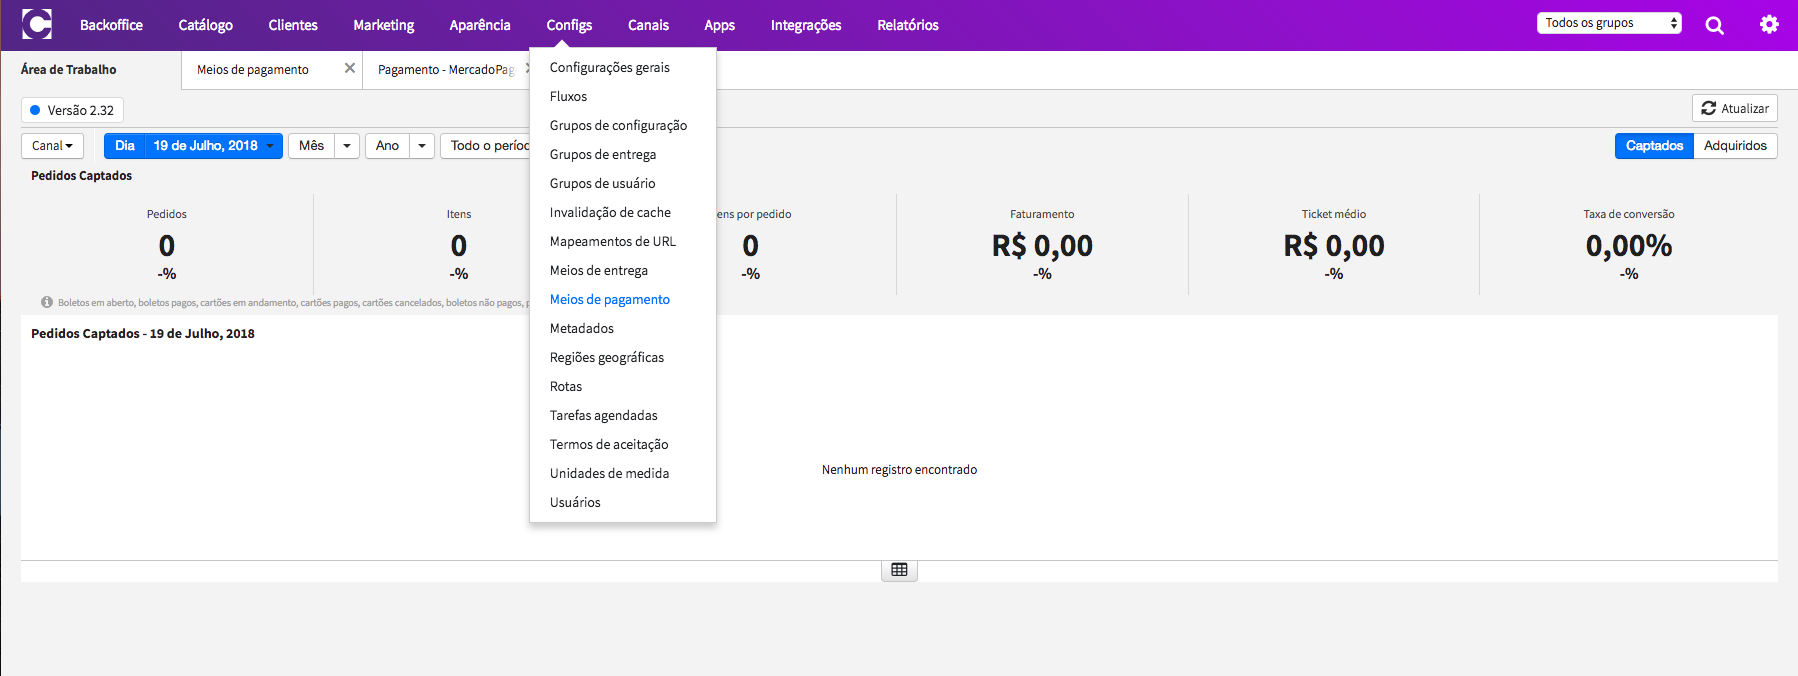 Backoffice Catálogo Clientes Marketing Aparência Configs Canais Apps Integrações Relatórios Todos os grupos
Área de Trabalho Meios de pagamento Pagamento - MercadoPag
Versão 2.32 Atualizar
Canal Dia 19 de Julho, 2018 Mês Ano Todo o períod Captados Adquiridos
Pedidos Captados
Pedidos Itens ens por pedido Faturamento Ticket médio Taxa de conversão
0 0 0 R$ 0,00 R$ 0,00 0,00%
-% -% -% -% -% -%
Boletos em aberto, boletos pagos, cartões em andamento, cartões pagos, cartões cancelados, boletos não pagos, p
Pedidos Captados - 19 de Julho, 2018
Nenhum registro encontrado
Configurações gerais
Fluxos
Grupos de configuração
Grupos de entrega
Grupos de usuário
Invalidação de cache
Mapeamentos de URL
Meios de entrega
Meios de pagamento
Metadados
Regiões geográficas
Rotas
Tarefas agendadas
Termos de aceitação
Unidades de medida
Usuários